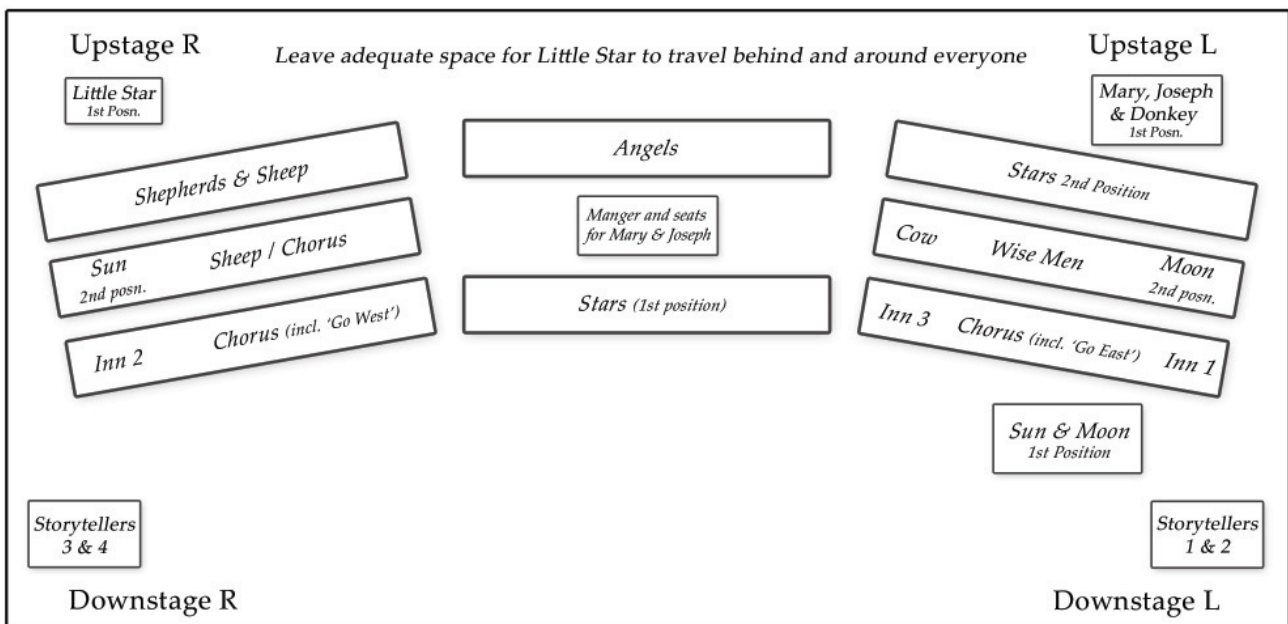 Upstage R
Leave adequate space for Little Star to travel behind and around everyone
Upstage L
Little Star
1st Posn.
Mary, Joseph
& Donkey
1st Posn.
Shepherds & Sheep
Angels
Stars 2nd Position
Sun
2nd posn.
Sheep / Chorus
Manger and seats
for Mary & Joseph
Cow
Wise Men
Moon
2nd posn.
Inn 2
Chorus (incl. ‘Go West’)
Stars (1st position)
Inn 3
Chorus (incl. ‘Go East’)
Inn 1
Sun & Moon
1st Position
Storytellers
3 & 4
Storytellers
1 & 2
Downstage R
Downstage L